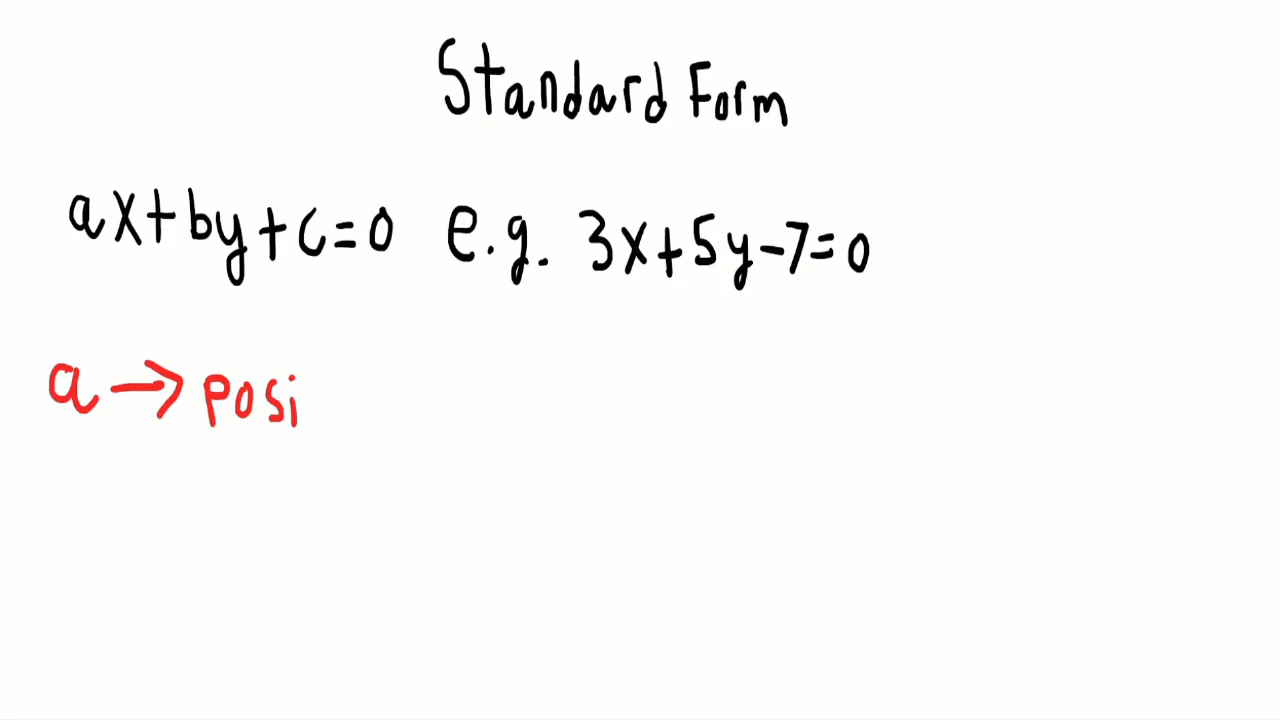 Standard Form
ax+by+c=0 e.g. 3x+5y-7=0
a → posi